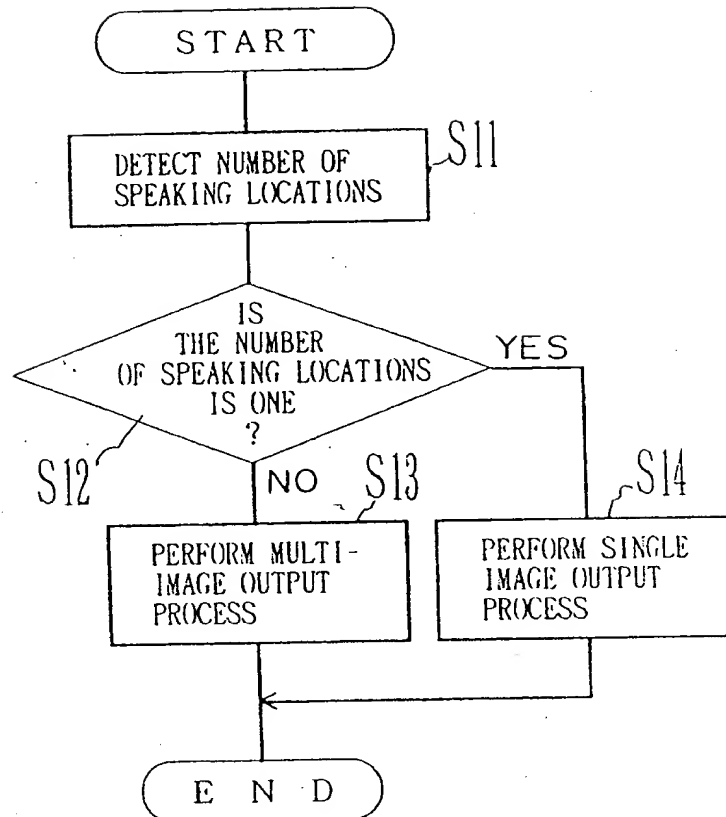 START
DETECT NUMBER OF
SPEAKING LOCATIONS
S11
IS
THE NUMBER
OF SPEAKING LOCATIONS
IS ONE
?
YES
S12
NO
S13
PERFORM MULTI-
IMAGE OUTPUT
PROCESS
S14
PERFORM SINGLE
IMAGE OUTPUT
PROCESS
END